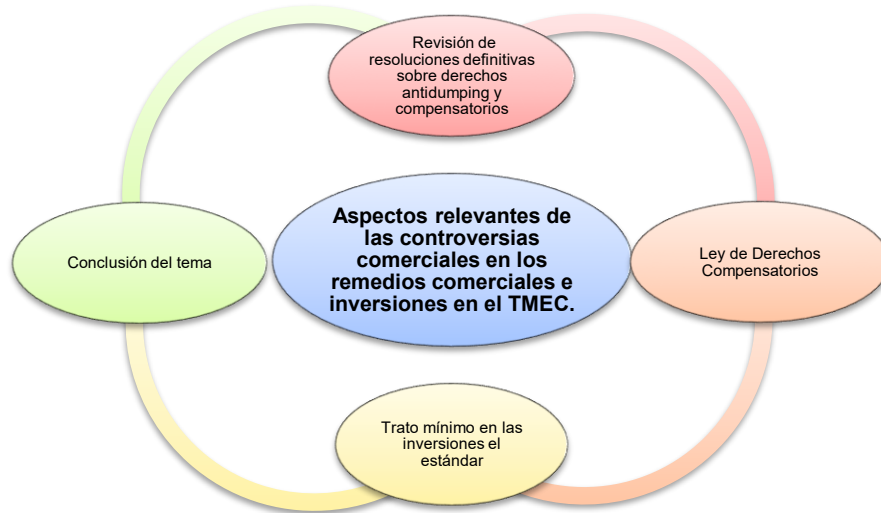 Revisión de
resoluciones definitivas
sobre derechos
antidumping y
compensatorios
Aspectos relevantes de
las controversias
comerciales en los
remedios comerciales e
inversiones en el TMEC.
Conclusión del tema
Ley de Derechos
Compensatorios
Trato mínimo en las
inversiones el
estándar